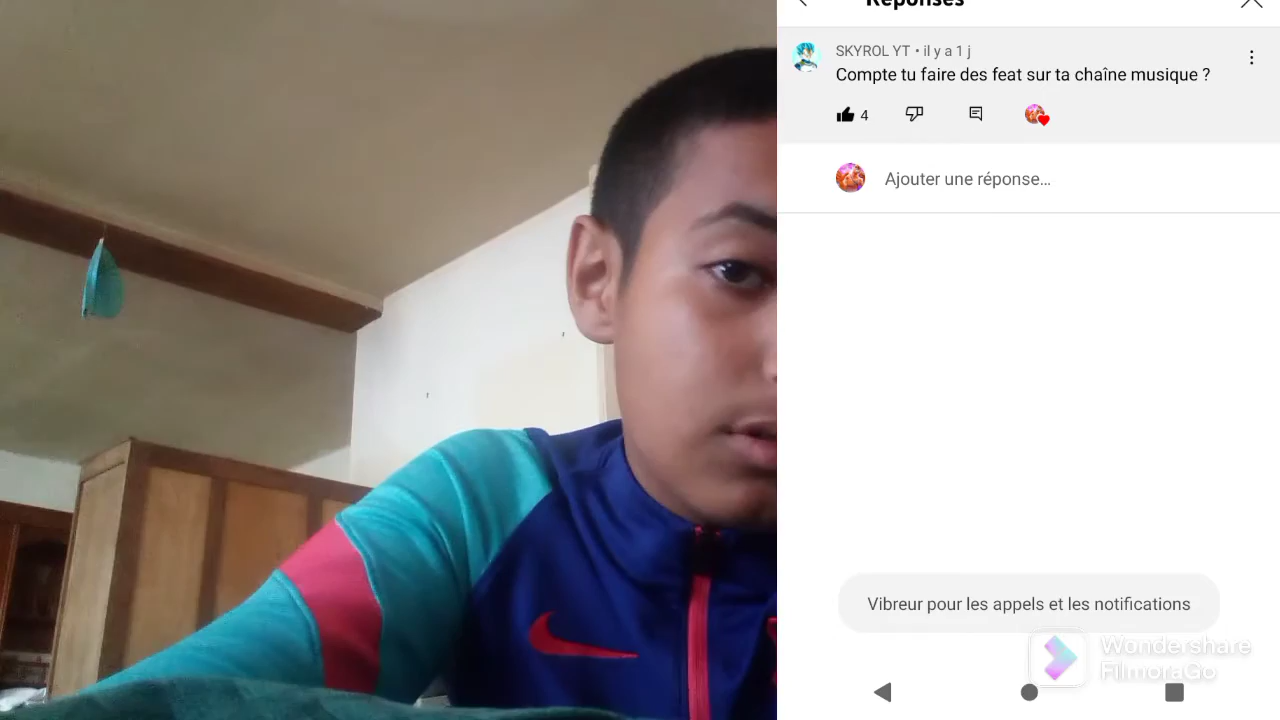 Réponses
SKYROL YT • il y a 1 j
Compte tu faire des feat sur ta chaîne musique ?
4
Ajouter une réponse...
Vibreur pour les appels et les notifications
Wondershare
FilmoraGo